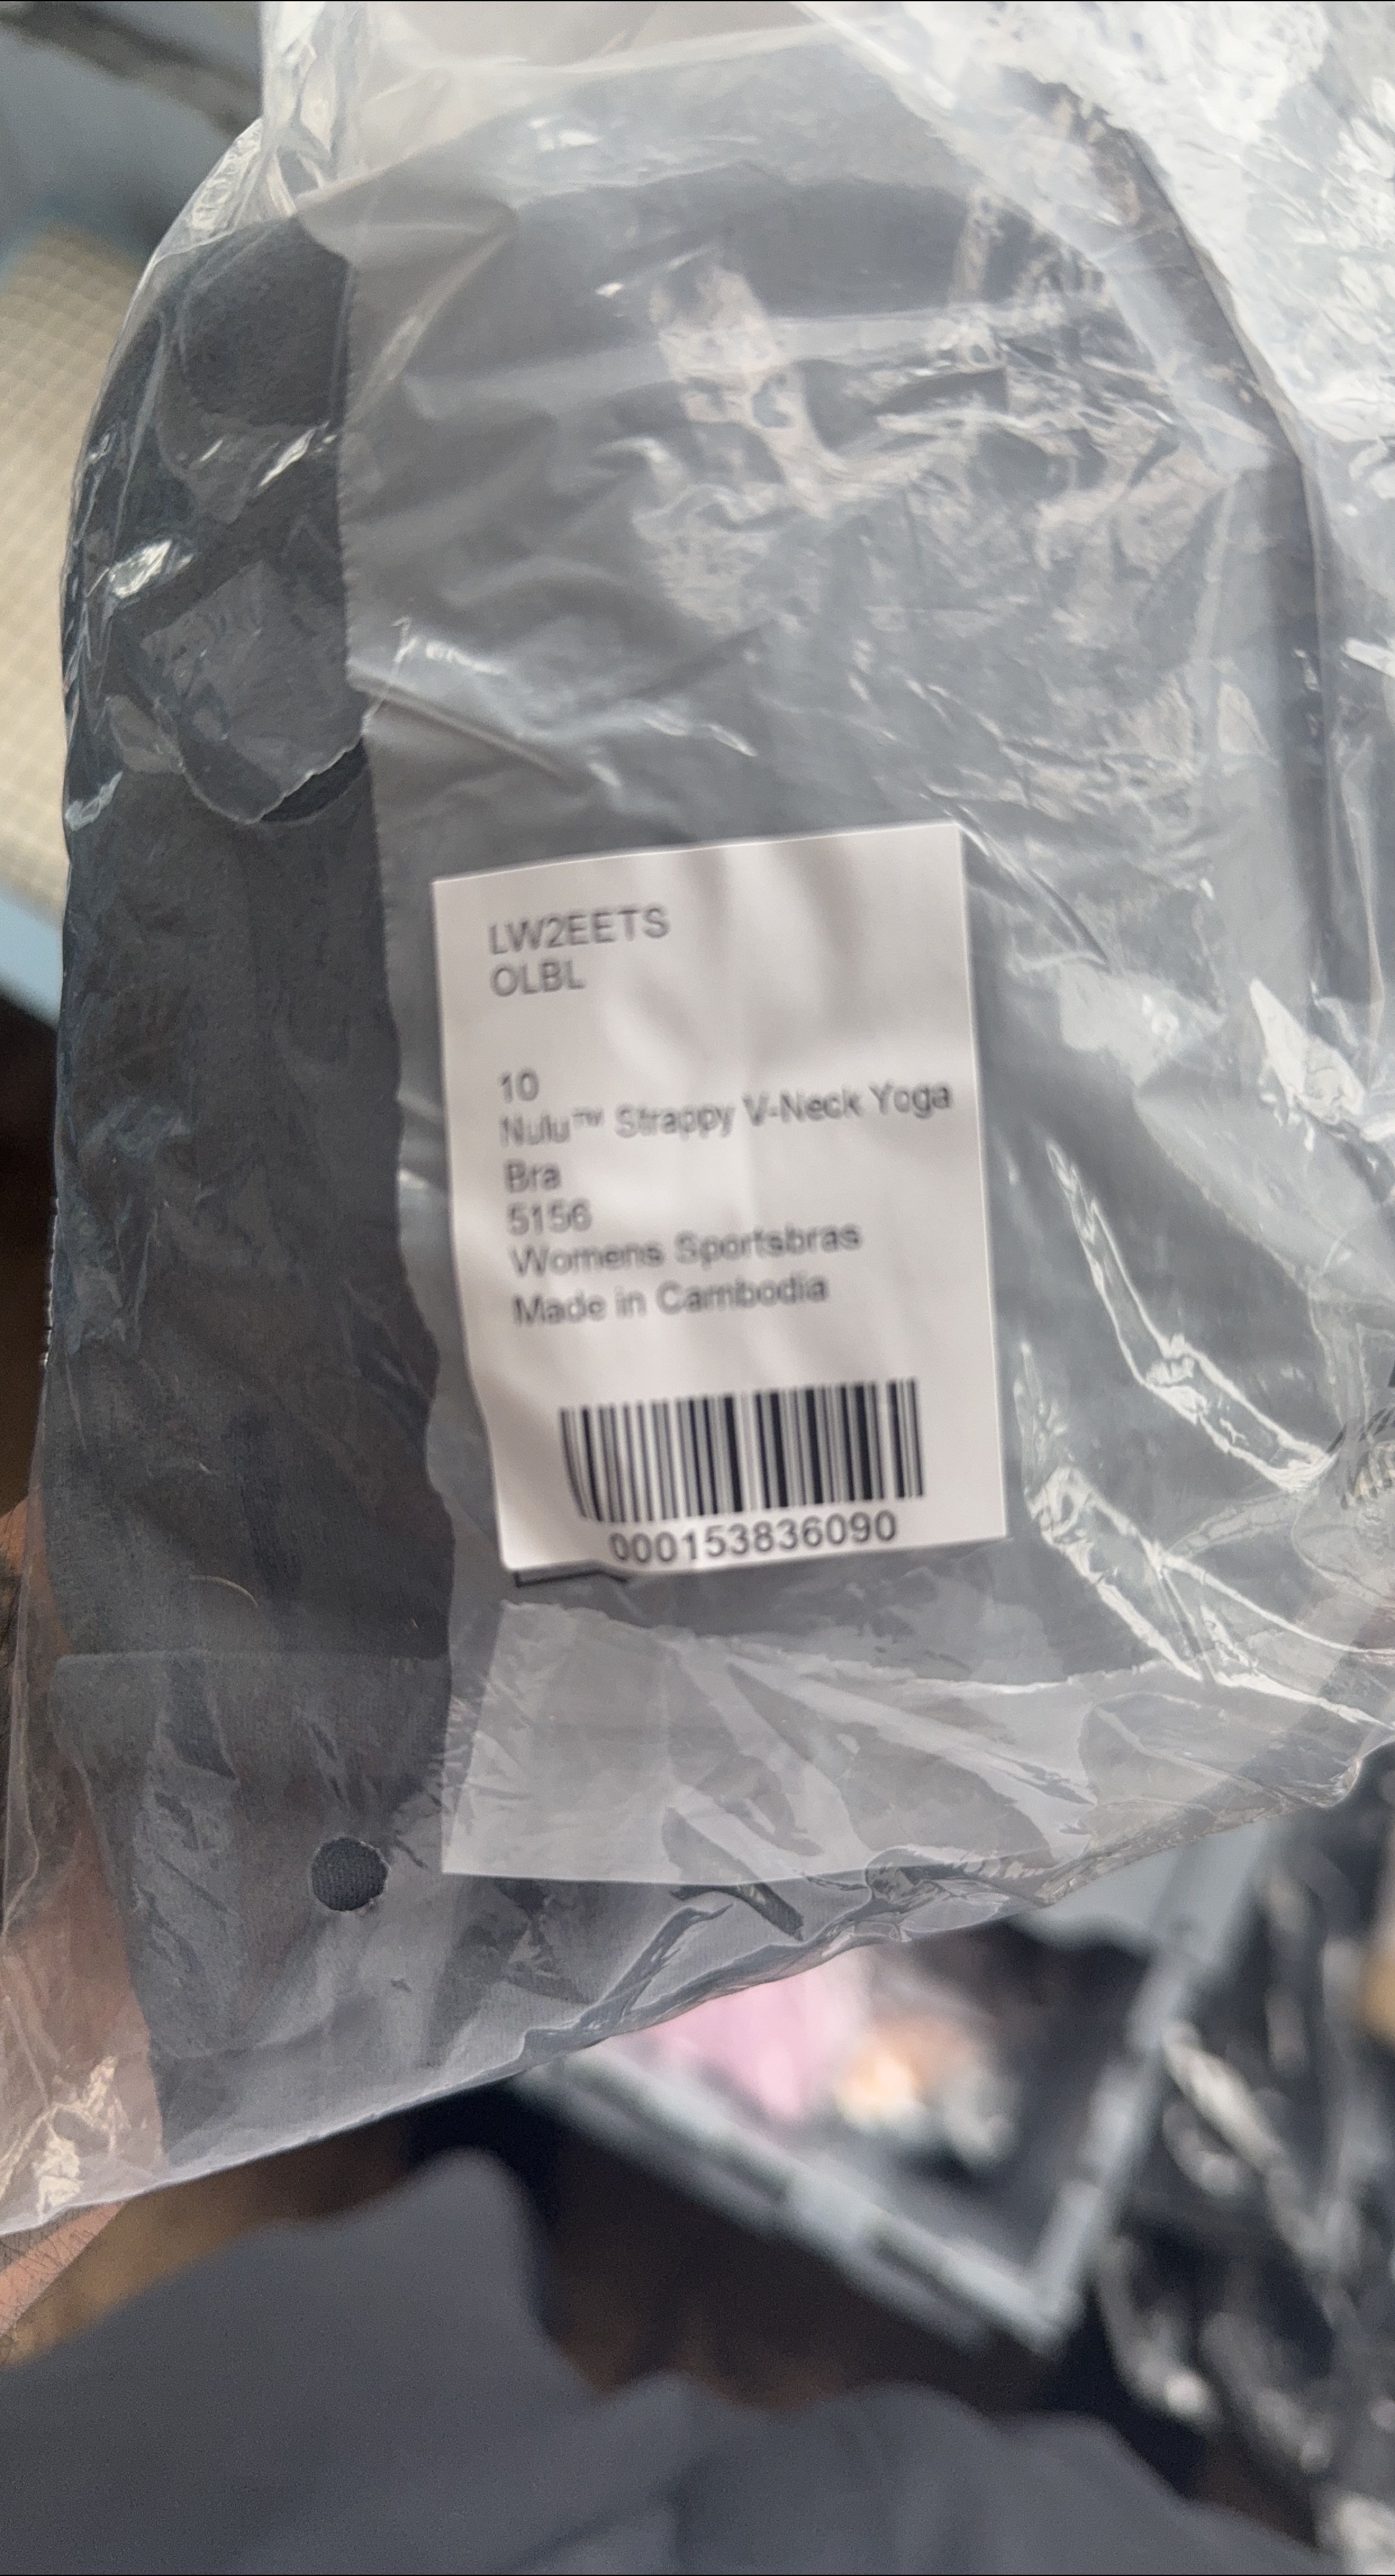 LW2EETS
OLBL
10
Nulu™ Strappy V-Neck Yoga
Bra
5156
Womens Sportsbras
Made in Cambodia
000153836090